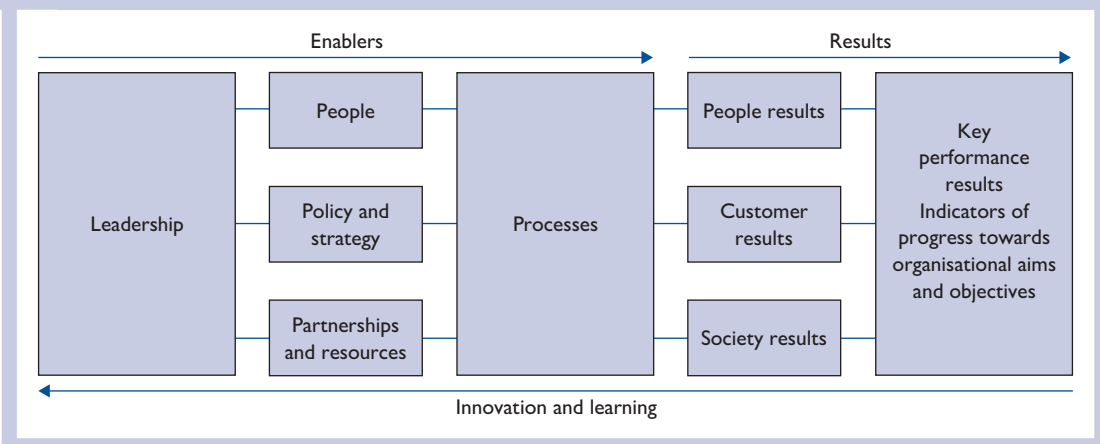 Enablers
Results
Leadership
People
Policy and
strategy
Partnerships
and resources
Processes
People results
Customer
results
Society results
Key
performance
results
Indicators of
progress towards
organisational aims
and objectives
Innovation and learning